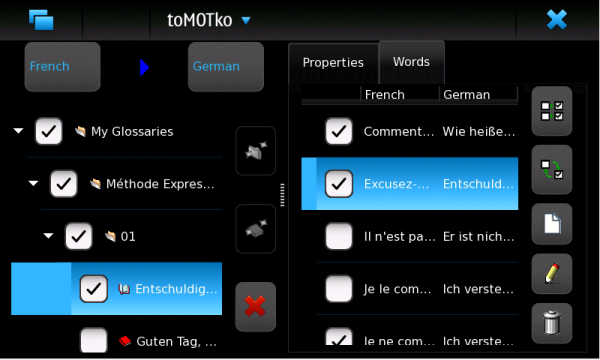 toMOTko
French
German
My Glossaries
Méthode Expres...
01
Entschuldig...
Guten Tag, ...
Properties
Words
French German
Comment... Wie heiße...
Excusez-... Entschuld...
Il n'est pa... Er ist nich...
Je le com... Ich verste...
Je ne com... Ich verste...